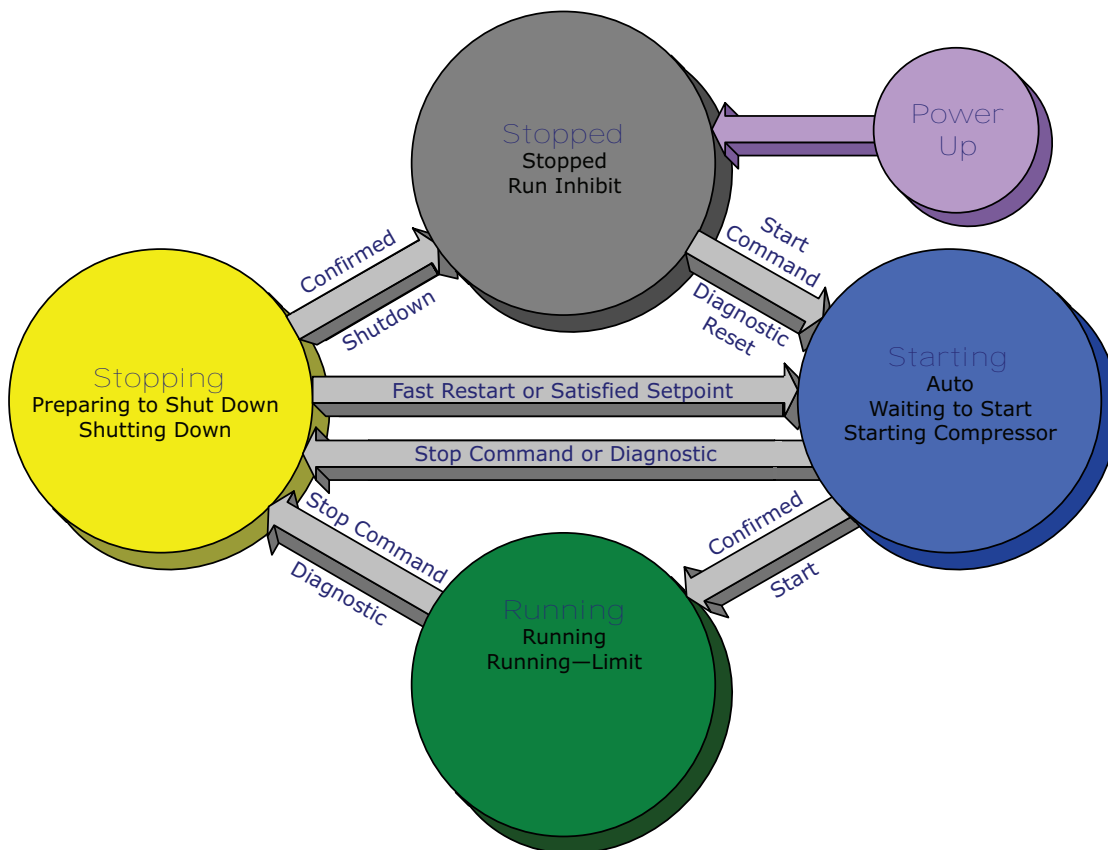 Stopped
Stopped
Run Inhibit
Power
Up
Confirmed
Shutdown
Start
Command
Diagnostic
Reset
Stopping
Preparing to Shut Down
Shutting Down
Fast Restart or Satisfied Setpoint
Stop Command or Diagnostic
Starting
Auto
Waiting to Start
Starting Compressor
Stop Command
Diagnostic
Confirmed
Start
Running
Running
Running—Limit